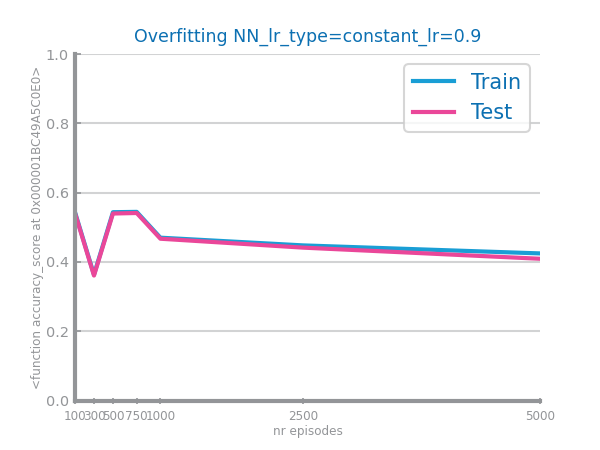 Overfitting NN_lr_type=constant_lr=0.9
<function accuracy_score at 0x000001BC49A5C0E0>
1.0
0.8
0.6
0.4
0.2
0.0
Train
Test
100 300 500 750 1000 2500 5000
nr episodes